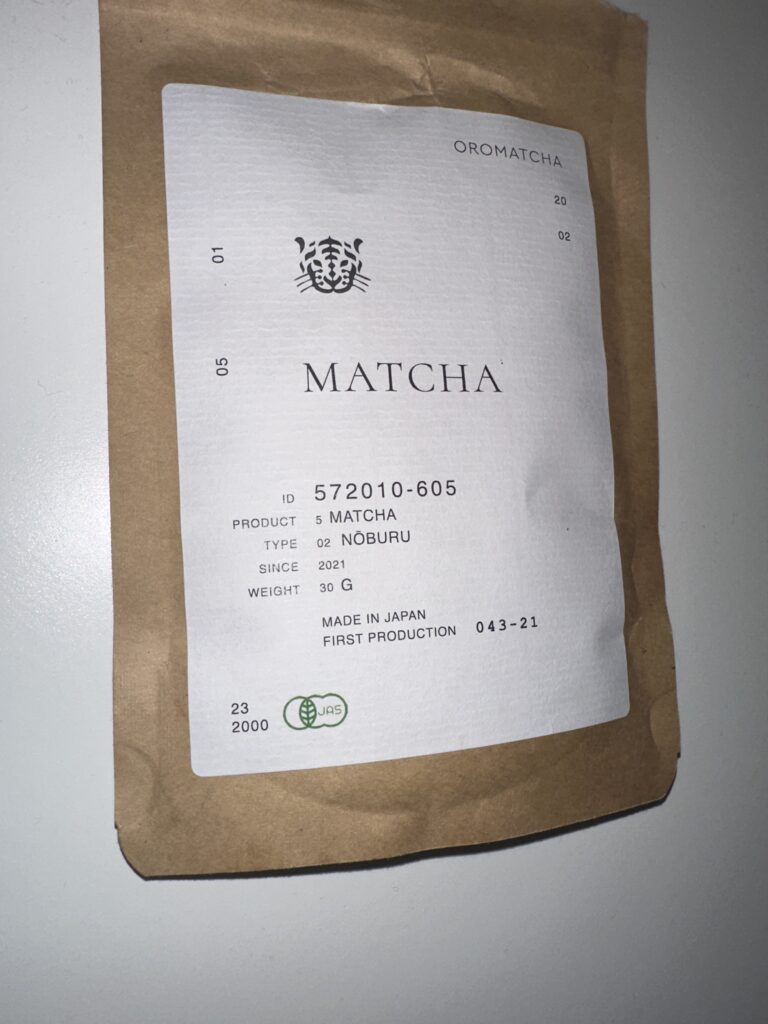 OROMATCHA
20
02
01
05
MATCHA
ID 572010-605
PRODUCT 5 MATCHA
TYPE 02 NŌBURU
SINCE 2021
WEIGHT 30 G
MADE IN JAPAN
FIRST PRODUCTION 043-21
23
2000
JAS